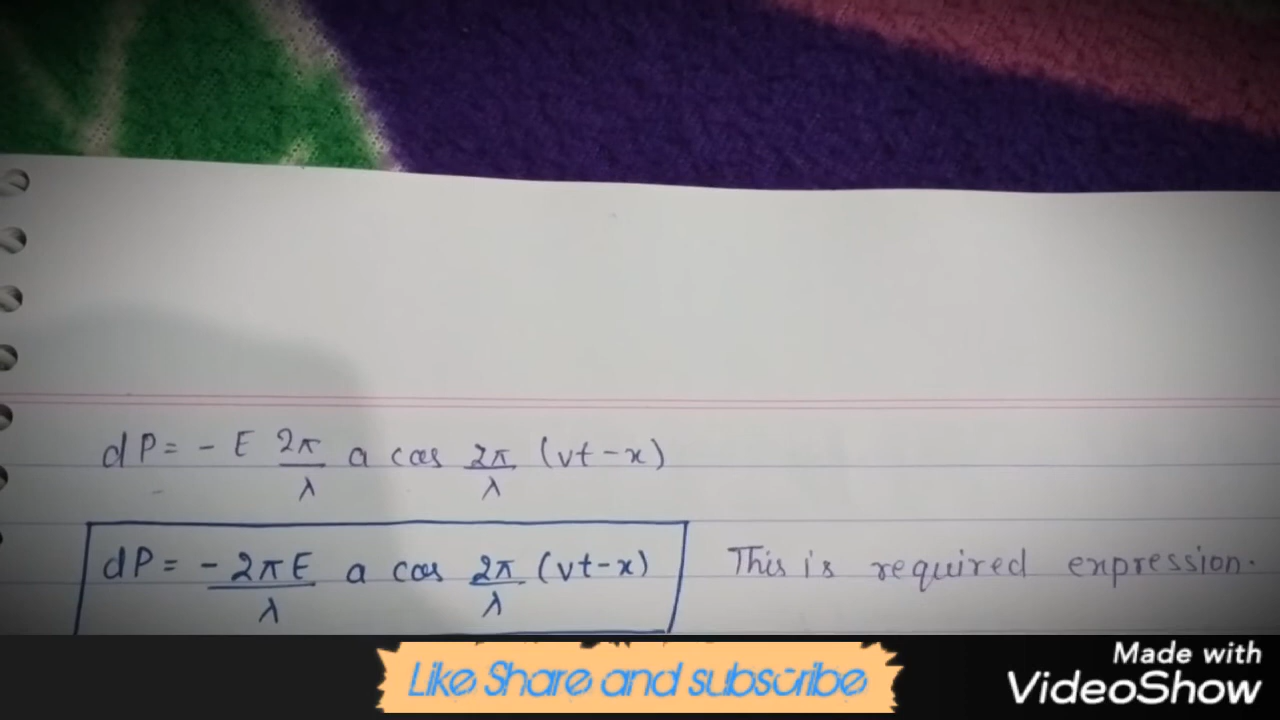 dP = - E 2π/λ a cos 2π/λ (vt-x)
dP = -2πE/λ a cos 2π/λ (vt-x) This is required expression.
Like Share and subscribe
Made with
VideoShow